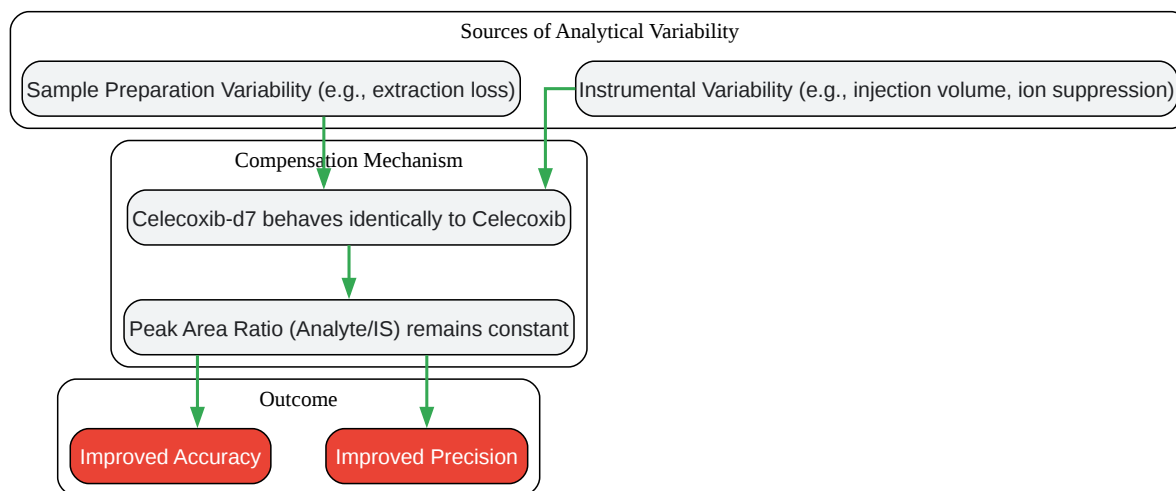 Sources of Analytical Variability
Sample Preparation Variability (e.g., extraction loss)
Instrumental Variability (e.g., injection volume, ion suppression)
Compensation Mechanism
Celecoxib-d7 behaves identically to Celecoxib
Peak Area Ratio (Analyte/IS) remains constant
Outcome
Improved Accuracy
Improved Precision